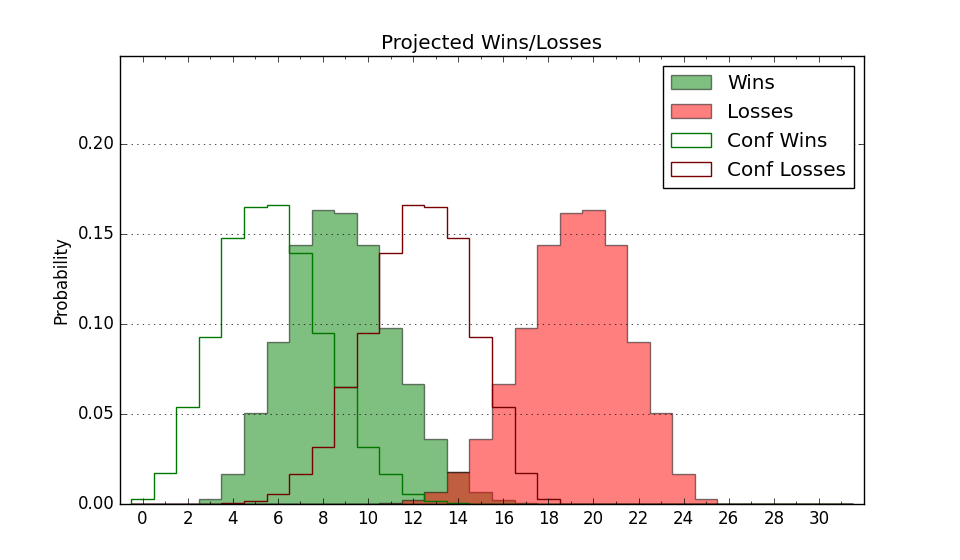 Projected Wins/Losses
Wins
Losses
Conf Wins
Conf Losses
Probability
0.20
0.15
0.10
0.05
0.00
0 2 4 6 8 10 12 14 16 18 20 22 24 26 28 30